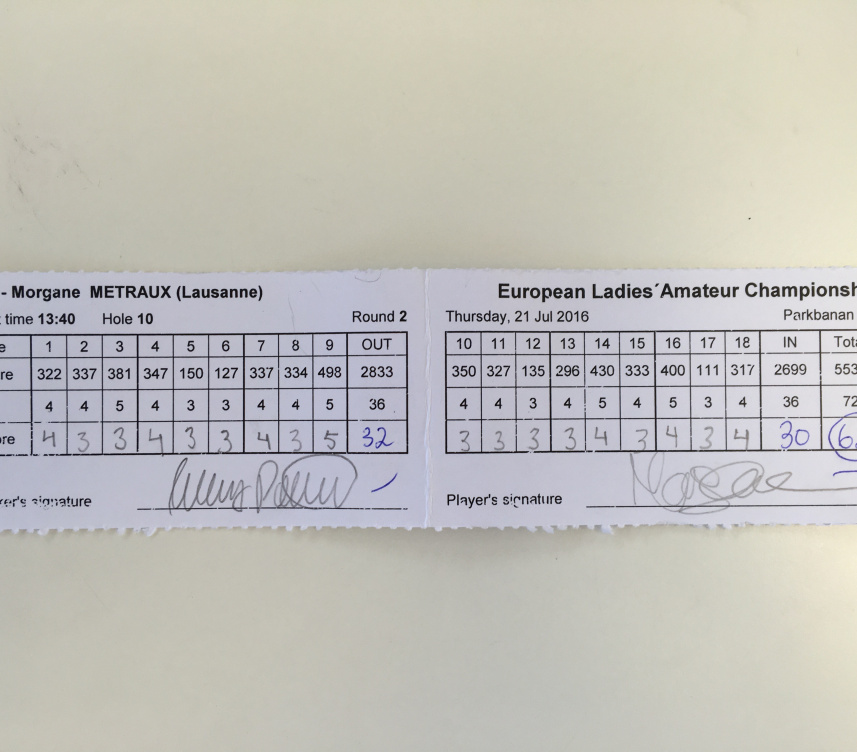 - Morgane METRAUX (Lausanne)
time 13:40 Hole 10 Round 2
e 1 2 3 4 5 6 7 8 9 OUT
re 322 337 381 347 150 127 337 334 498 2833
4 4 5 4 3 3 4 4 5 36
ore 4 3 3 4 3 3 4 3 5 32
ker's signature
European Ladies´Amateur Championsh
Thursday, 21 Jul 2016 Parkbanan
10 11 12 13 14 15 16 17 18 IN Tota
350 327 135 296 430 333 400 111 317 2699 553
4 4 3 4 5 4 5 3 4 36 72
3 3 3 3 4 3 4 3 4 30 6
Player's signature